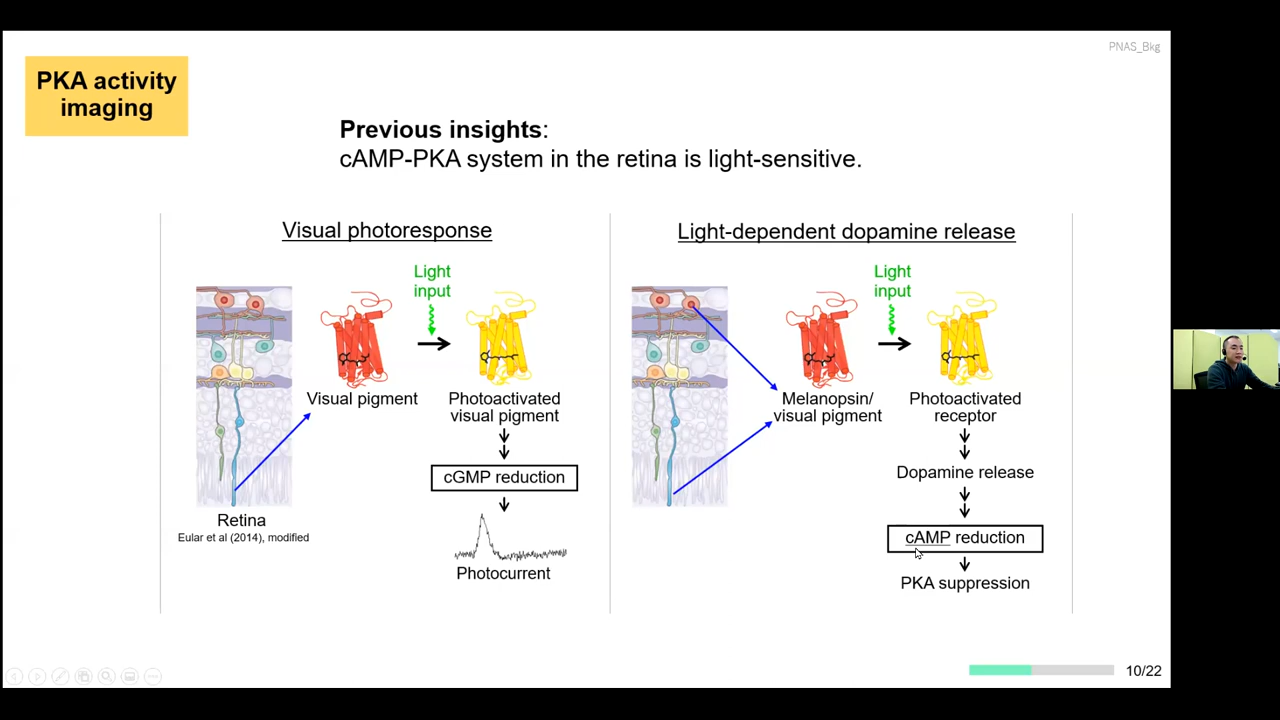 PNAS_Bkg
PKA activity
imaging
Previous insights:
cAMP-PKA system in the retina is light-sensitive.
Visual photoresponse
Light
input
Visual pigment
Photoactivated
visual pigment
cGMP reduction
Photocurrent
Retina
Eular et al (2014), modified
Light-dependent dopamine release
Light
input
Melanopsin/
visual pigment
Photoactivated
receptor
Dopamine release
cAMP reduction
PKA suppression
10/22